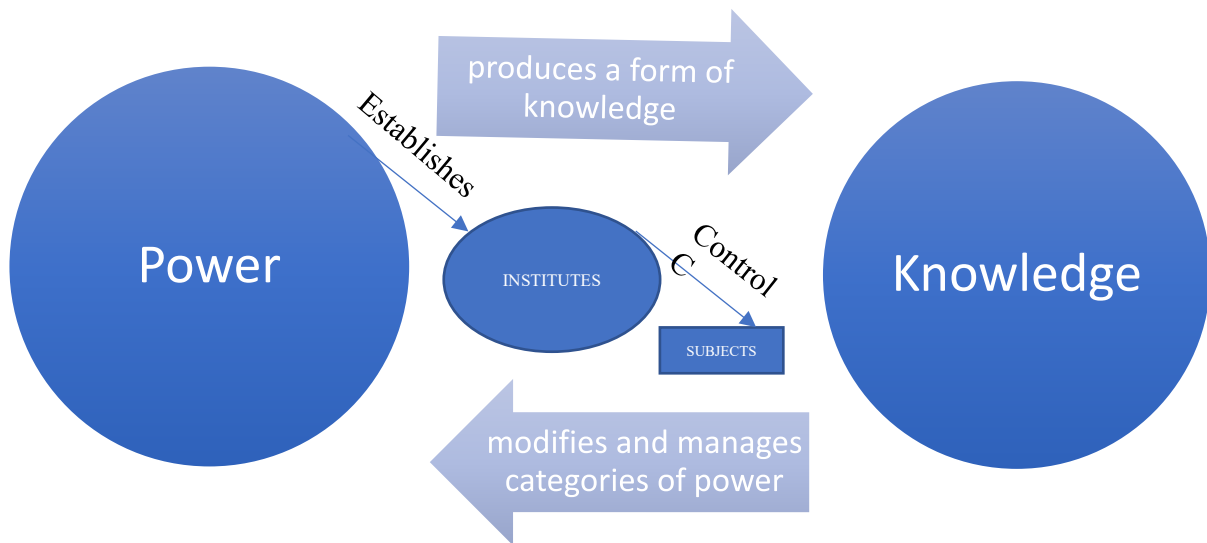 produces a form of
knowledge
Establishes
Power
INSTITUTES
Control
C
Knowledge
SUBJECTS
modifies and manages
categories of power